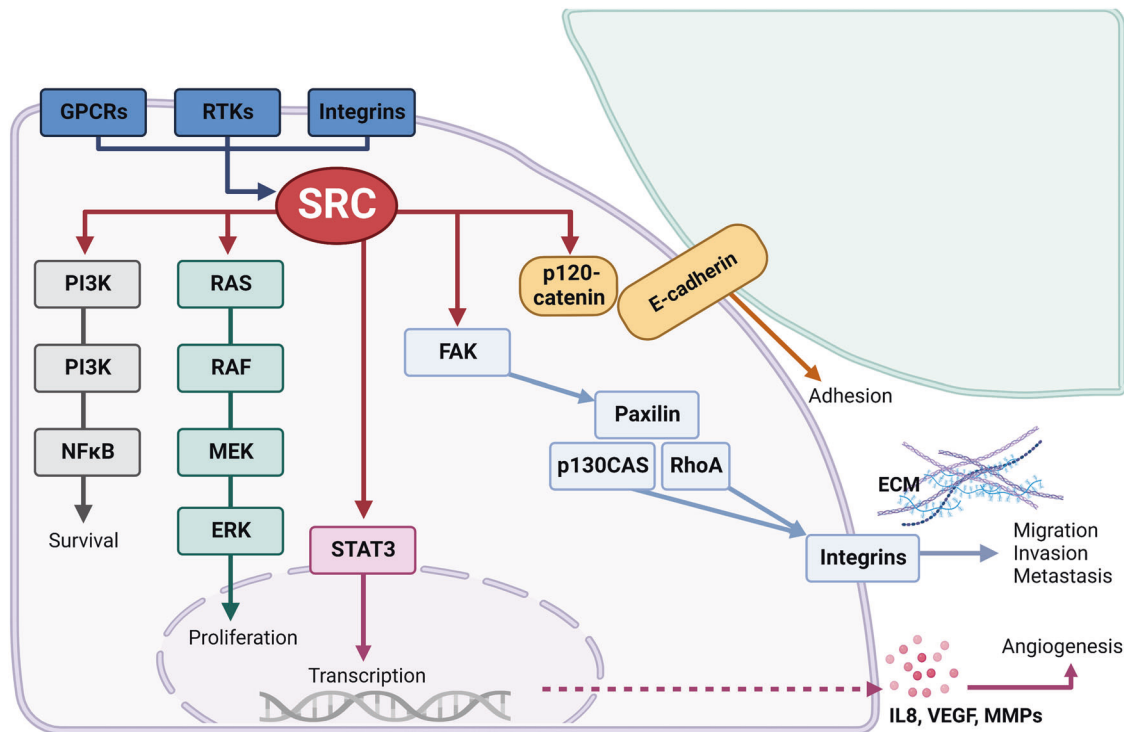 GPCRs
RTKs
Integrins
SRC
PI3K
RAS
p120-
catenin
E-cadherin
FAK
PI3K
RAF
Adhesion
Paxilin
NFκB
MEK
p130CAS
RhoA
ECM
Survival
ERK
STAT3
Integrins
Migration
Invasion
Metastasis
Proliferation
Transcription
Angiogenesis
IL8, VEGF, MMPs